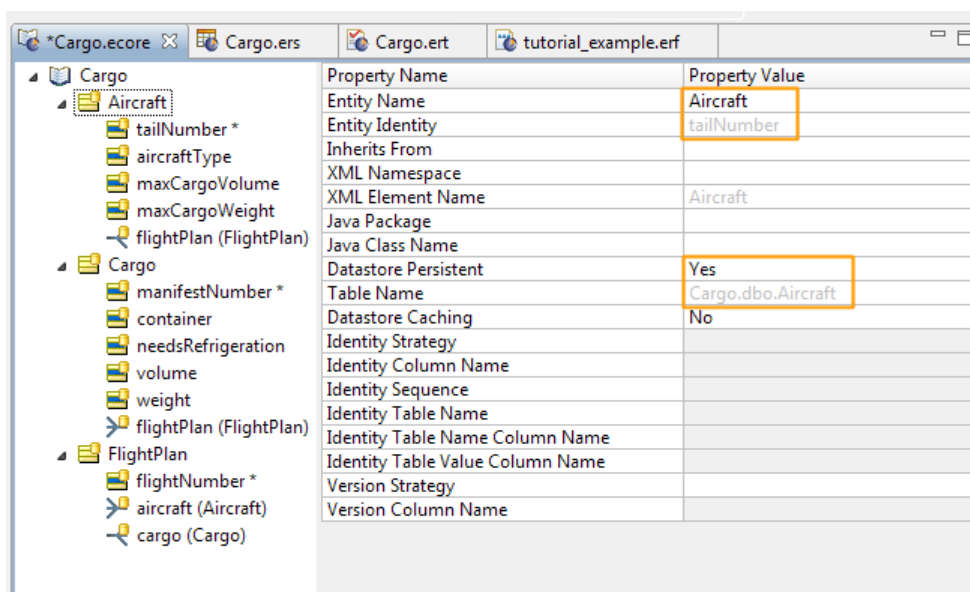 *Cargo.ecore Cargo.ers Cargo.ert tutorial_example.erf
Cargo
Aircraft
tailNumber *
aircraftType
maxCargoVolume
maxCargoWeight
flightPlan (FlightPlan)
Cargo
manifestNumber *
container
needsRefrigeration
volume
weight
flightPlan (FlightPlan)
FlightPlan
flightNumber *
aircraft (Aircraft)
cargo (Cargo)
Property Name Property Value
Entity Name Aircraft
Entity Identity tailNumber
Inherits From
XML Namespace
XML Element Name Aircraft
Java Package
Java Class Name
Datastore Persistent Yes
Table Name Cargo.dbo.Aircraft
Datastore Caching No
Identity Strategy
Identity Column Name
Identity Sequence
Identity Table Name
Identity Table Name Column Name
Identity Table Value Column Name
Version Strategy
Version Column Name